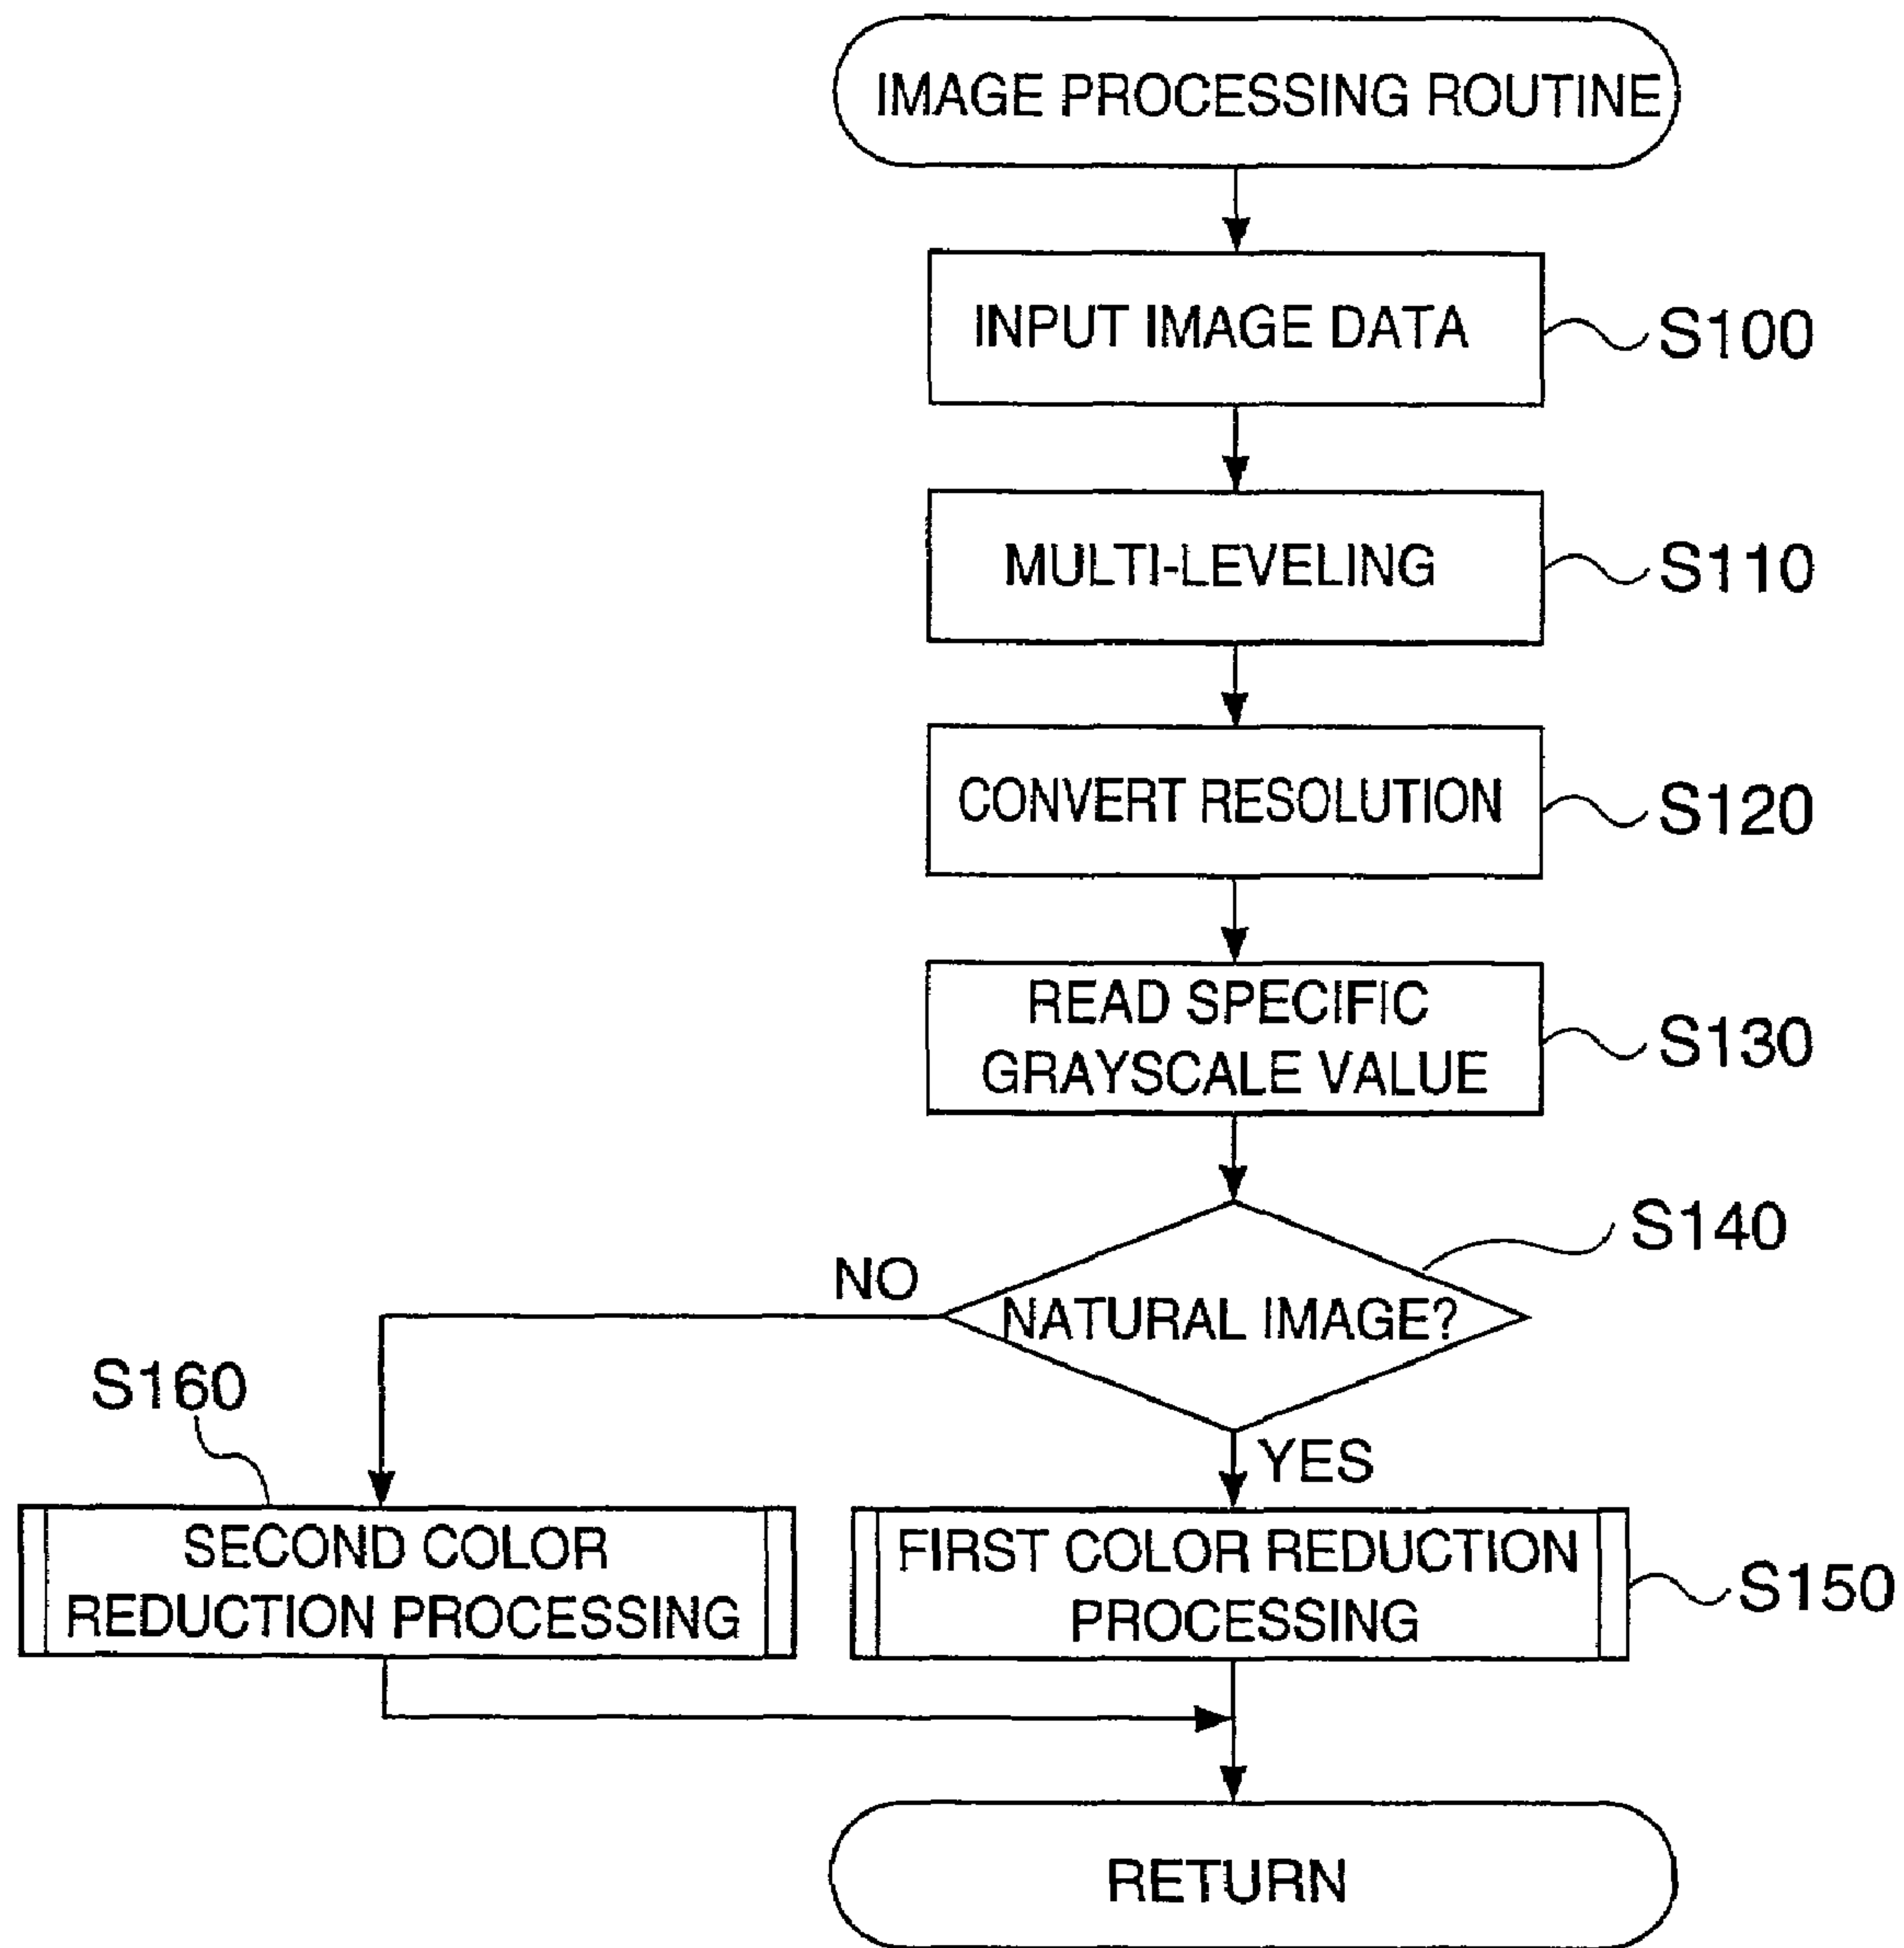 IMAGE PROCESSING ROUTINE
INPUT IMAGE DATA
S100
MULTI-LEVELING
S110
CONVERT RESOLUTION
S120
READ SPECIFIC
GRAYSCALE VALUE
S130
S140
NO
NATURAL IMAGE?
S160
YES
SECOND COLOR
REDUCTION PROCESSING
FIRST COLOR REDUCTION
PROCESSING
S150
RETURN